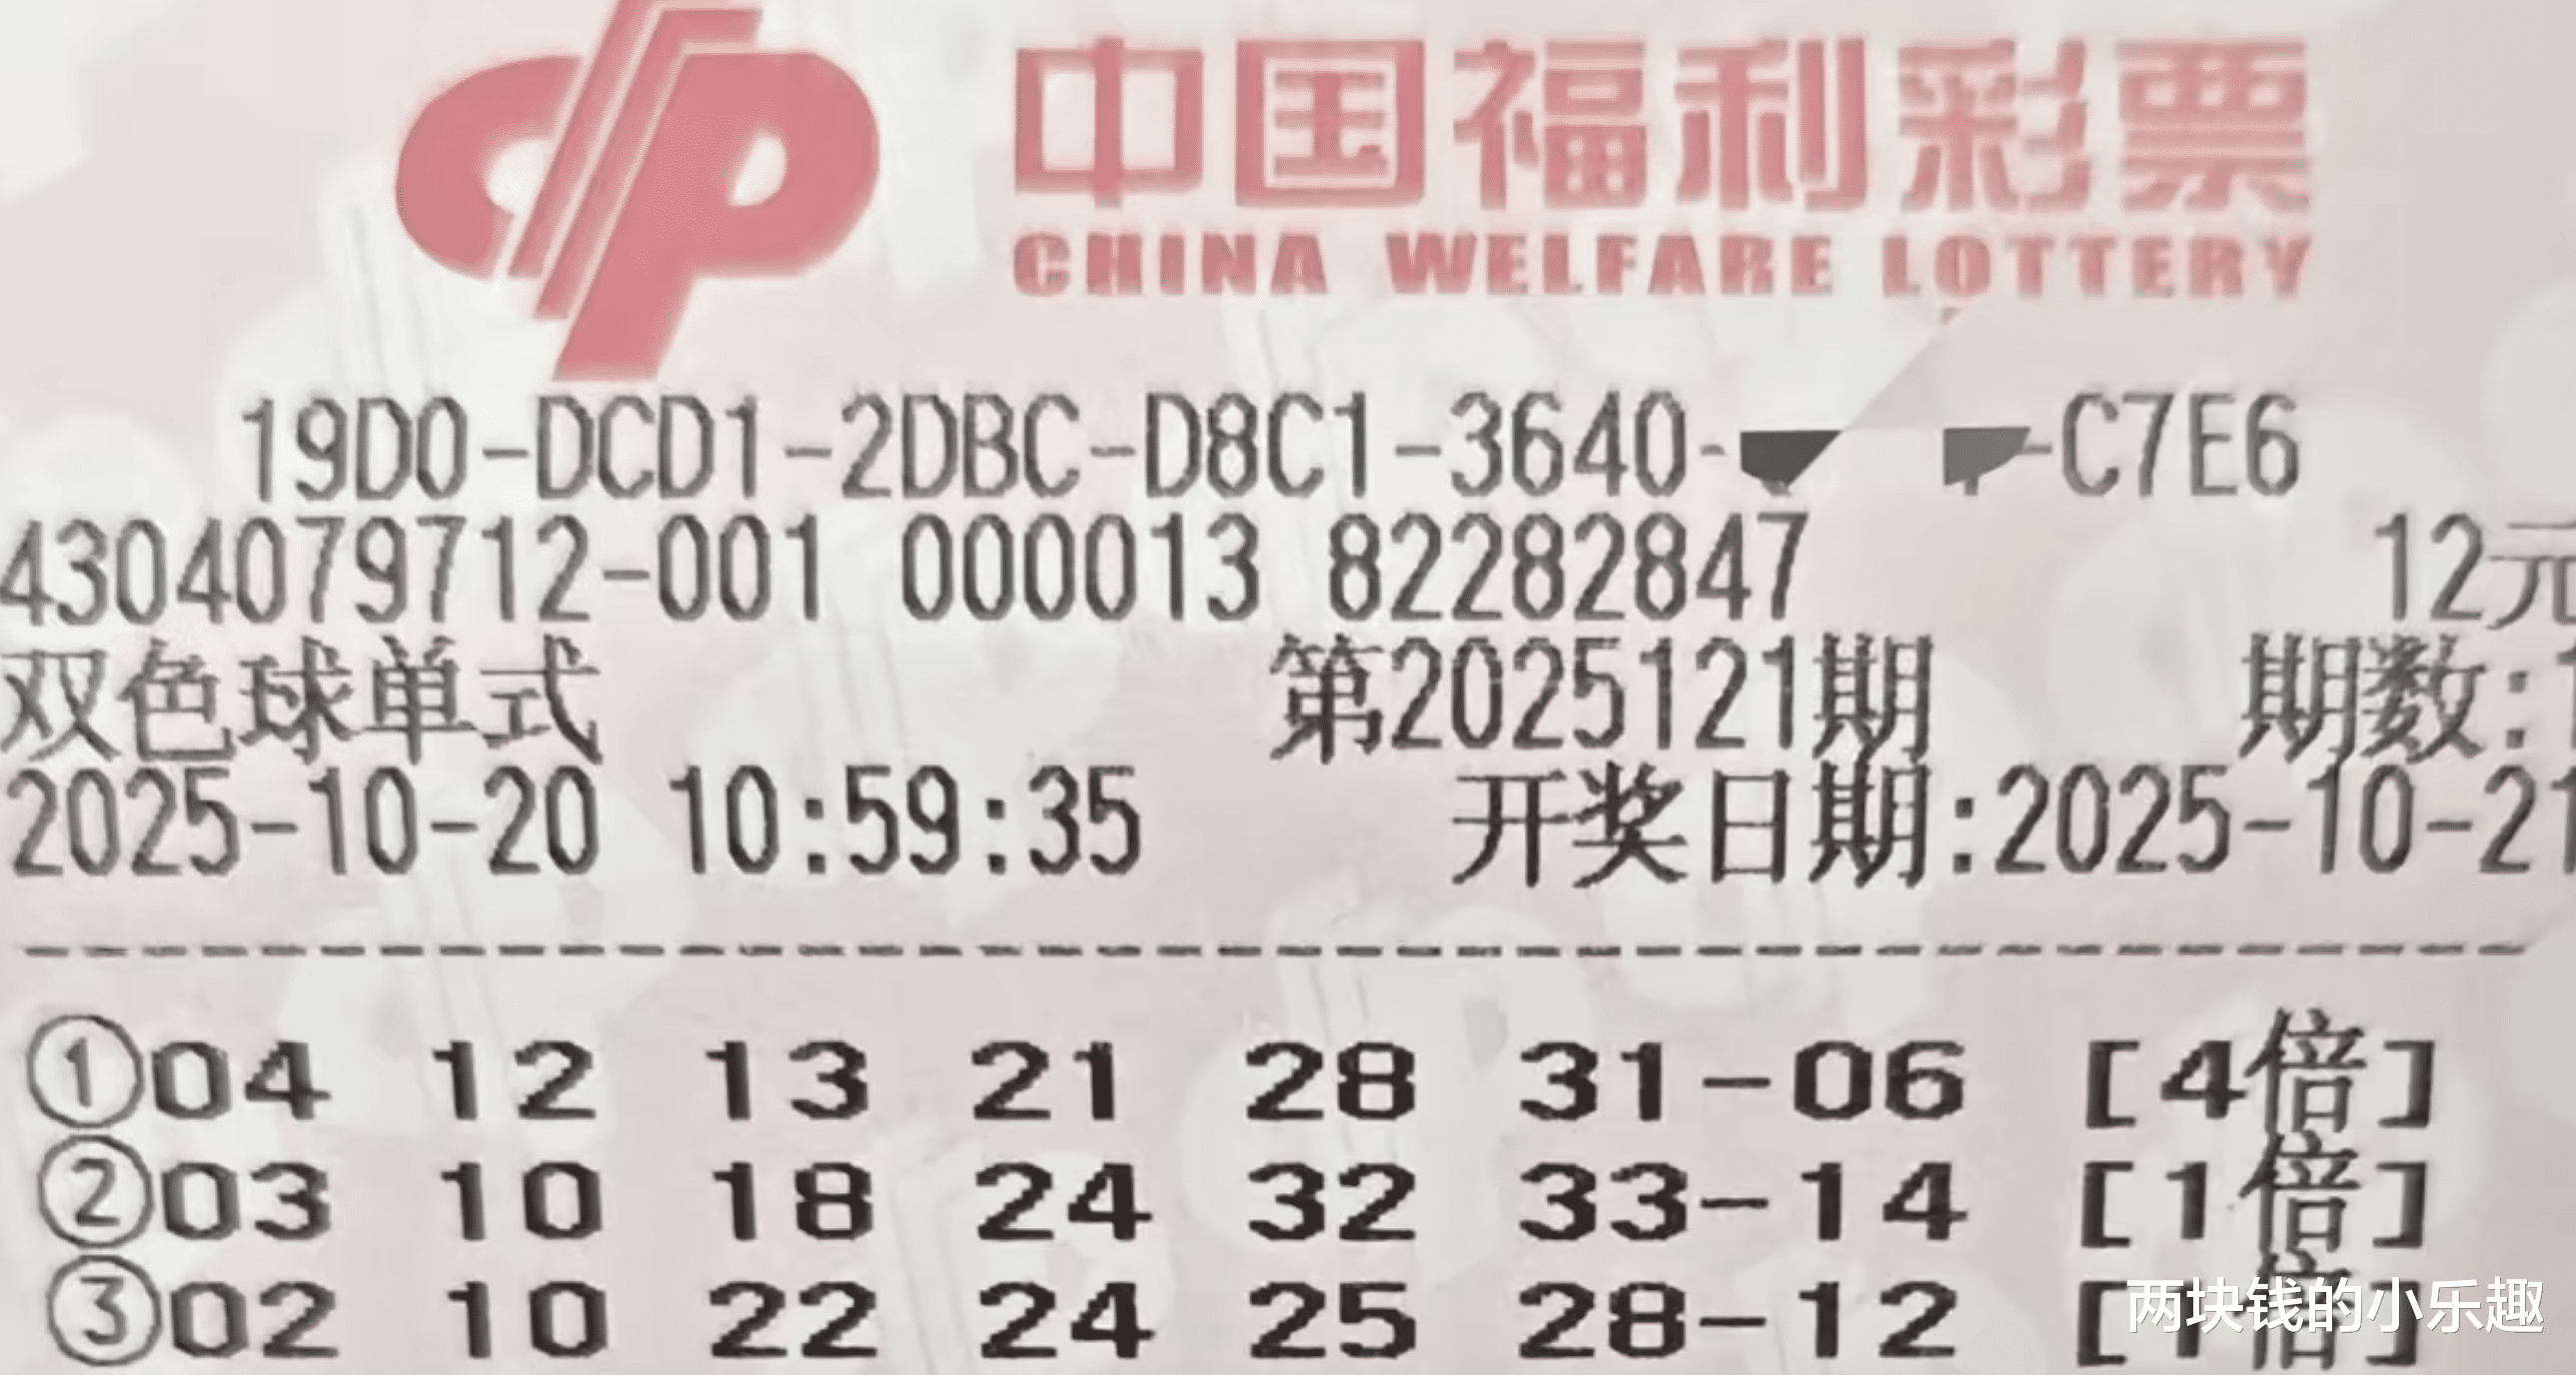 中国福利彩票
CHINA WELFARE LOTTERY
19D0-DCD1-2DBC-D8C1-3640- -C7E6
4304079712-001 000013 82282847 12元
双色球单式 第2025121期 期数:1
2025-10-20 10:59:35 开奖日期:2025-10-21
①04 12 13 21 28 31-06 [4倍]
②03 10 18 24 32 33-14 [1倍]
③02 10 22 24 25 28-12 [1倍]
两块钱的小乐趣